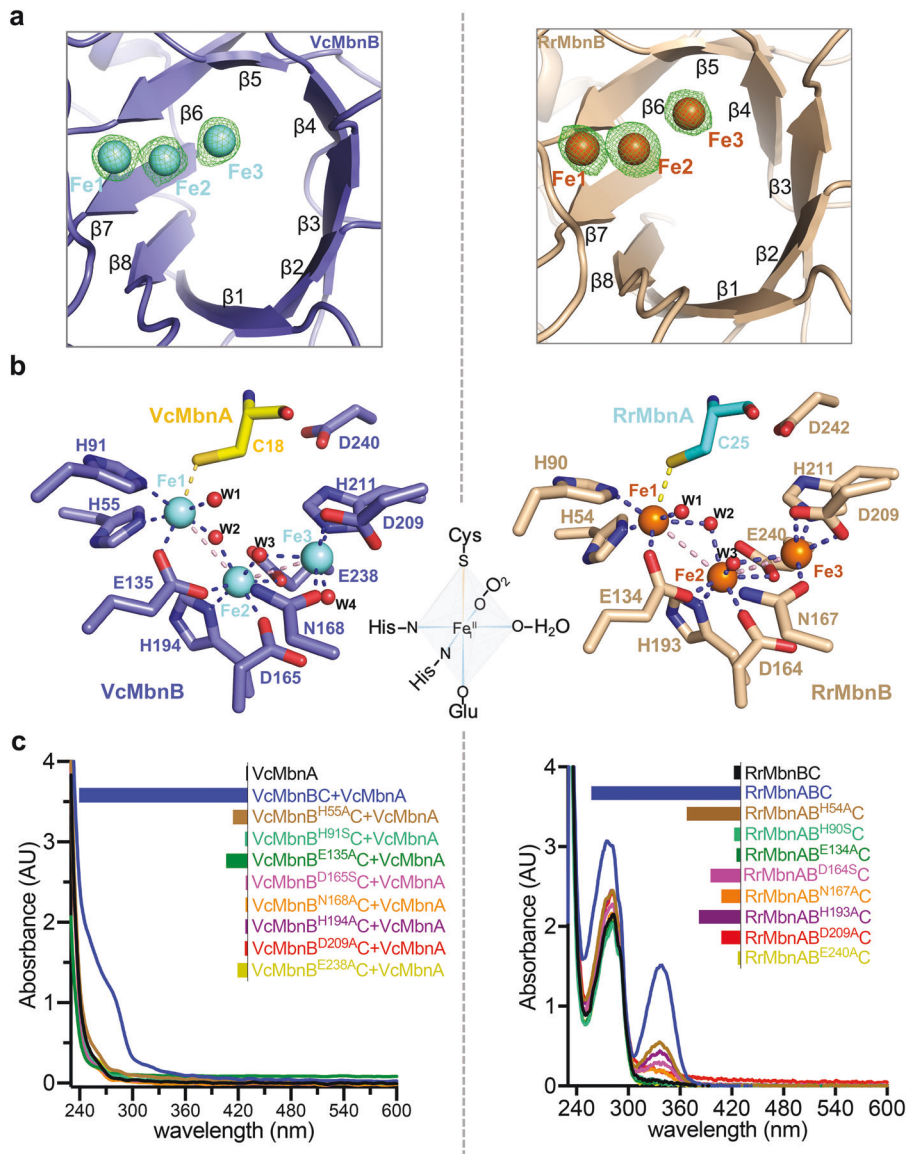 a
VcMbnB
β5
β6
β4
Fe1
Fe2
Fe3
β7
β3
β8
β2
β1
RrMbnB
β5
β6
β4
Fe3
Fe1
Fe2
β3
β7
β2
β8
β1
b
VcMbnA
C18
D240
H91
Fe1
W1
H55
W2
H211
D209
W3
Fe3
E135
Fe2
E238
W4
H194
N168
D165
VcMbnB
Cys
S
O-O2
His-N
FeII
O-H2O
His-N
O
Glu
RrMbnA
C25
D242
H90
Fe1
W1
W2
H211
H54
E240
D209
W3
Fe2
Fe3
E134
N167
H193
D164
RrMbnB
c
4
3
2
1
0
Abosrbance (AU)
VcMbnA
VcMbnBC+VcMbnA
VcMbnBH55AC+VcMbnA
VcMbnBH91SC+VcMbnA
VcMbnBE135AC+VcMbnA
VcMbnBD165SC+VcMbnA
VcMbnBN168AC+VcMbnA
VcMbnBH194AC+VcMbnA
VcMbnBD209AC+VcMbnA
VcMbnBE238AC+VcMbnA
240 300 360 420 480 540 600
wavelength (nm)
4
3
2
1
0
Absorbance (AU)
RrMbnBC
RrMbnABC
RrMbnABH54AC
RrMbnABH90SC
RrMbnABE134AC
RrMbnABD164SC
RrMbnABN167AC
RrMbnABH193AC
RrMbnABD209AC
RrMbnABE240AC
240 300 360 420 480 540 600
wavelength (nm)